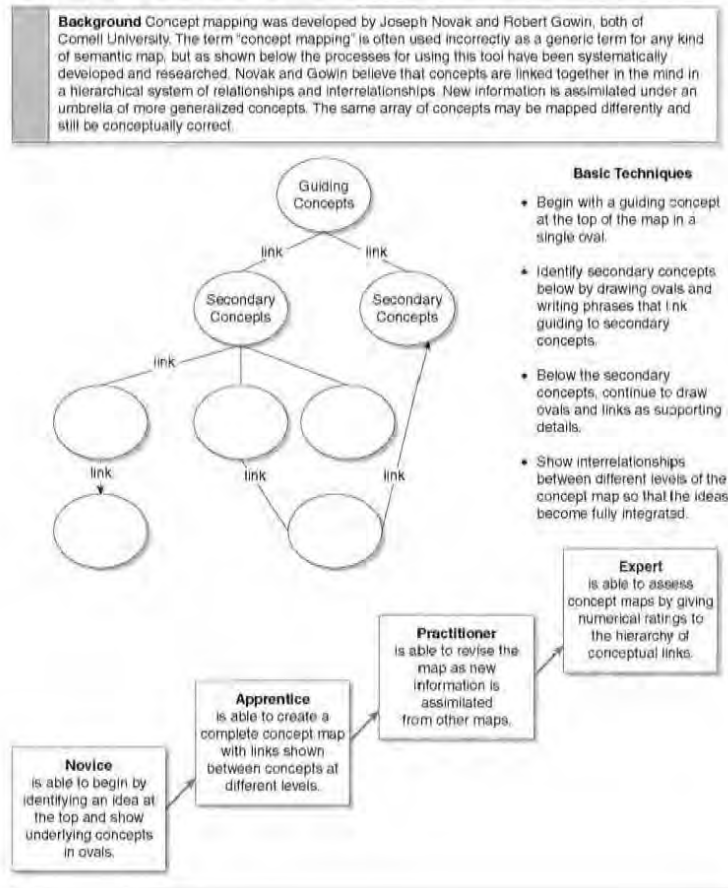 Background Concept mapping was developed by Joseph Novak and Robert Gowin, both of
Cornell University. The term "concept mapping" is often used incorrectly as a generic term for any kind
of semantic map, but as shown below the processes for using this tool have been systematically
developed and researched. Novak and Gowin believe that concepts are linked together in the mind in
a hierarchical system of relationships and interrelationships. New information is assimilated under an
umbrella of more generalized concepts. The same array of concepts may be mapped differently and
still be conceptually correct.
Guiding
Concepts
link
link
Secondary
Concepts
Secondary
Concepts
link
link
link
link
Basic Techniques
• Begin with a guiding concept
at the top of the map in a
single oval.
• Identify secondary concepts
below by drawing ovals and
writing phrases that link
guiding to secondary
concepts.
• Below the secondary
concepts, continue to draw
ovals and links as supporting
details.
• Show interrelationships
between different levels of the
concept map so that the ideas
become fully integrated.
Novice
is able to begin by
identifying an idea at
the top and show
underlying concepts
in ovals.
Apprentice
is able to create a
complete concept map
with links shown
between concepts at
different levels.
Practitioner
is able to revise the
map as new
information is
assimilated
from other maps.
Expert
is able to assess
concept maps by giving
numerical ratings to
the hierarchy of
conceptual links.